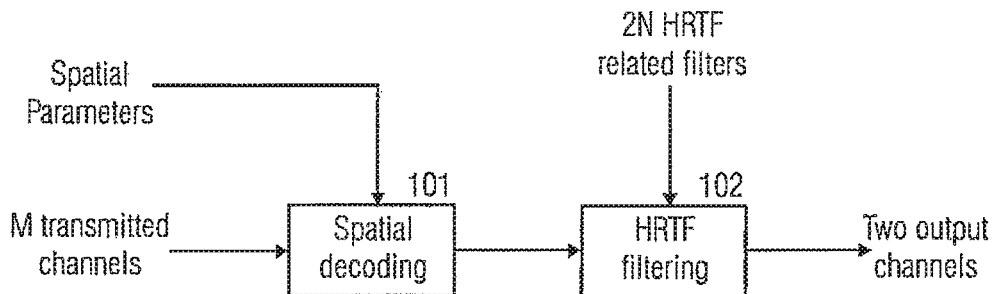 2N HRTF
related filters
Spatial
Parameters
101
102
M transmitted
channels
Spatial
decoding
HRTF
filtering
Two output
channels